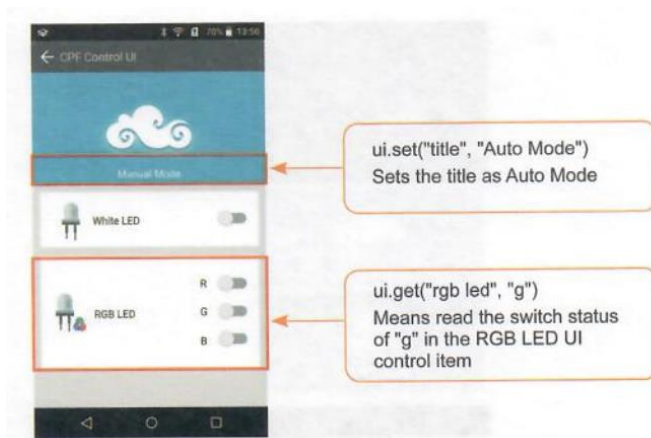 70% 13:56
CPF Control UI
Manual Mode
White LED
RGB LED
R
G
B
ui.set("title", "Auto Mode")
Sets the title as Auto Mode
ui.get("rgb led", "g")
Means read the switch status
of "g" in the RGB LED UI
control item